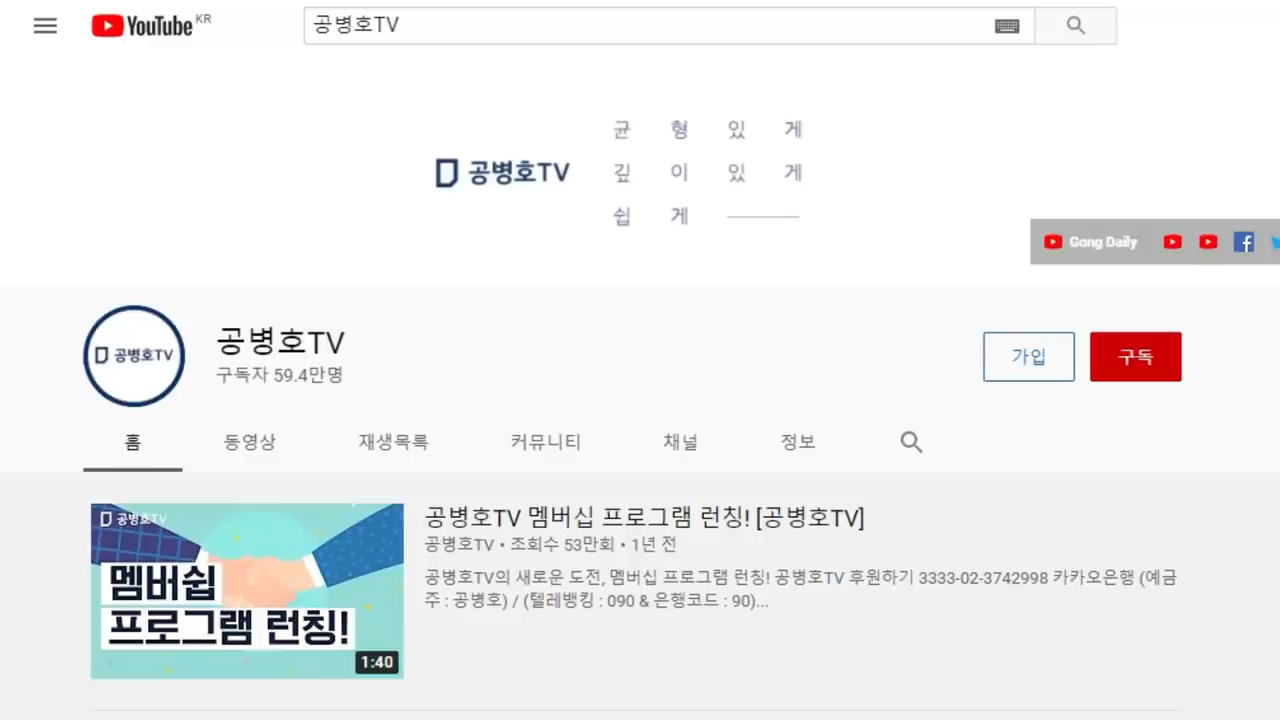 YouTube KR
공병호TV
균 형 있 게
공병호TV
깊 이 있 게
쉽 게
Gong Daily
공병호TV
공병호TV
구독자 59.4만명
가입
구독
홈 동영상 재생목록 커뮤니티 채널 정보
공병호TV
멤버쉽
프로그램 런칭!
1:40
공병호TV 멤버십 프로그램 런칭! [공병호TV]
공병호TV • 조회수 53만회 • 1년 전
공병호TV의 새로운 도전, 멤버십 프로그램 런칭! 공병호TV 후원하기 3333-02-3742998 카카오은행 (예금
주 : 공병호) / (텔레뱅킹 : 090 & 은행코드 : 90)...